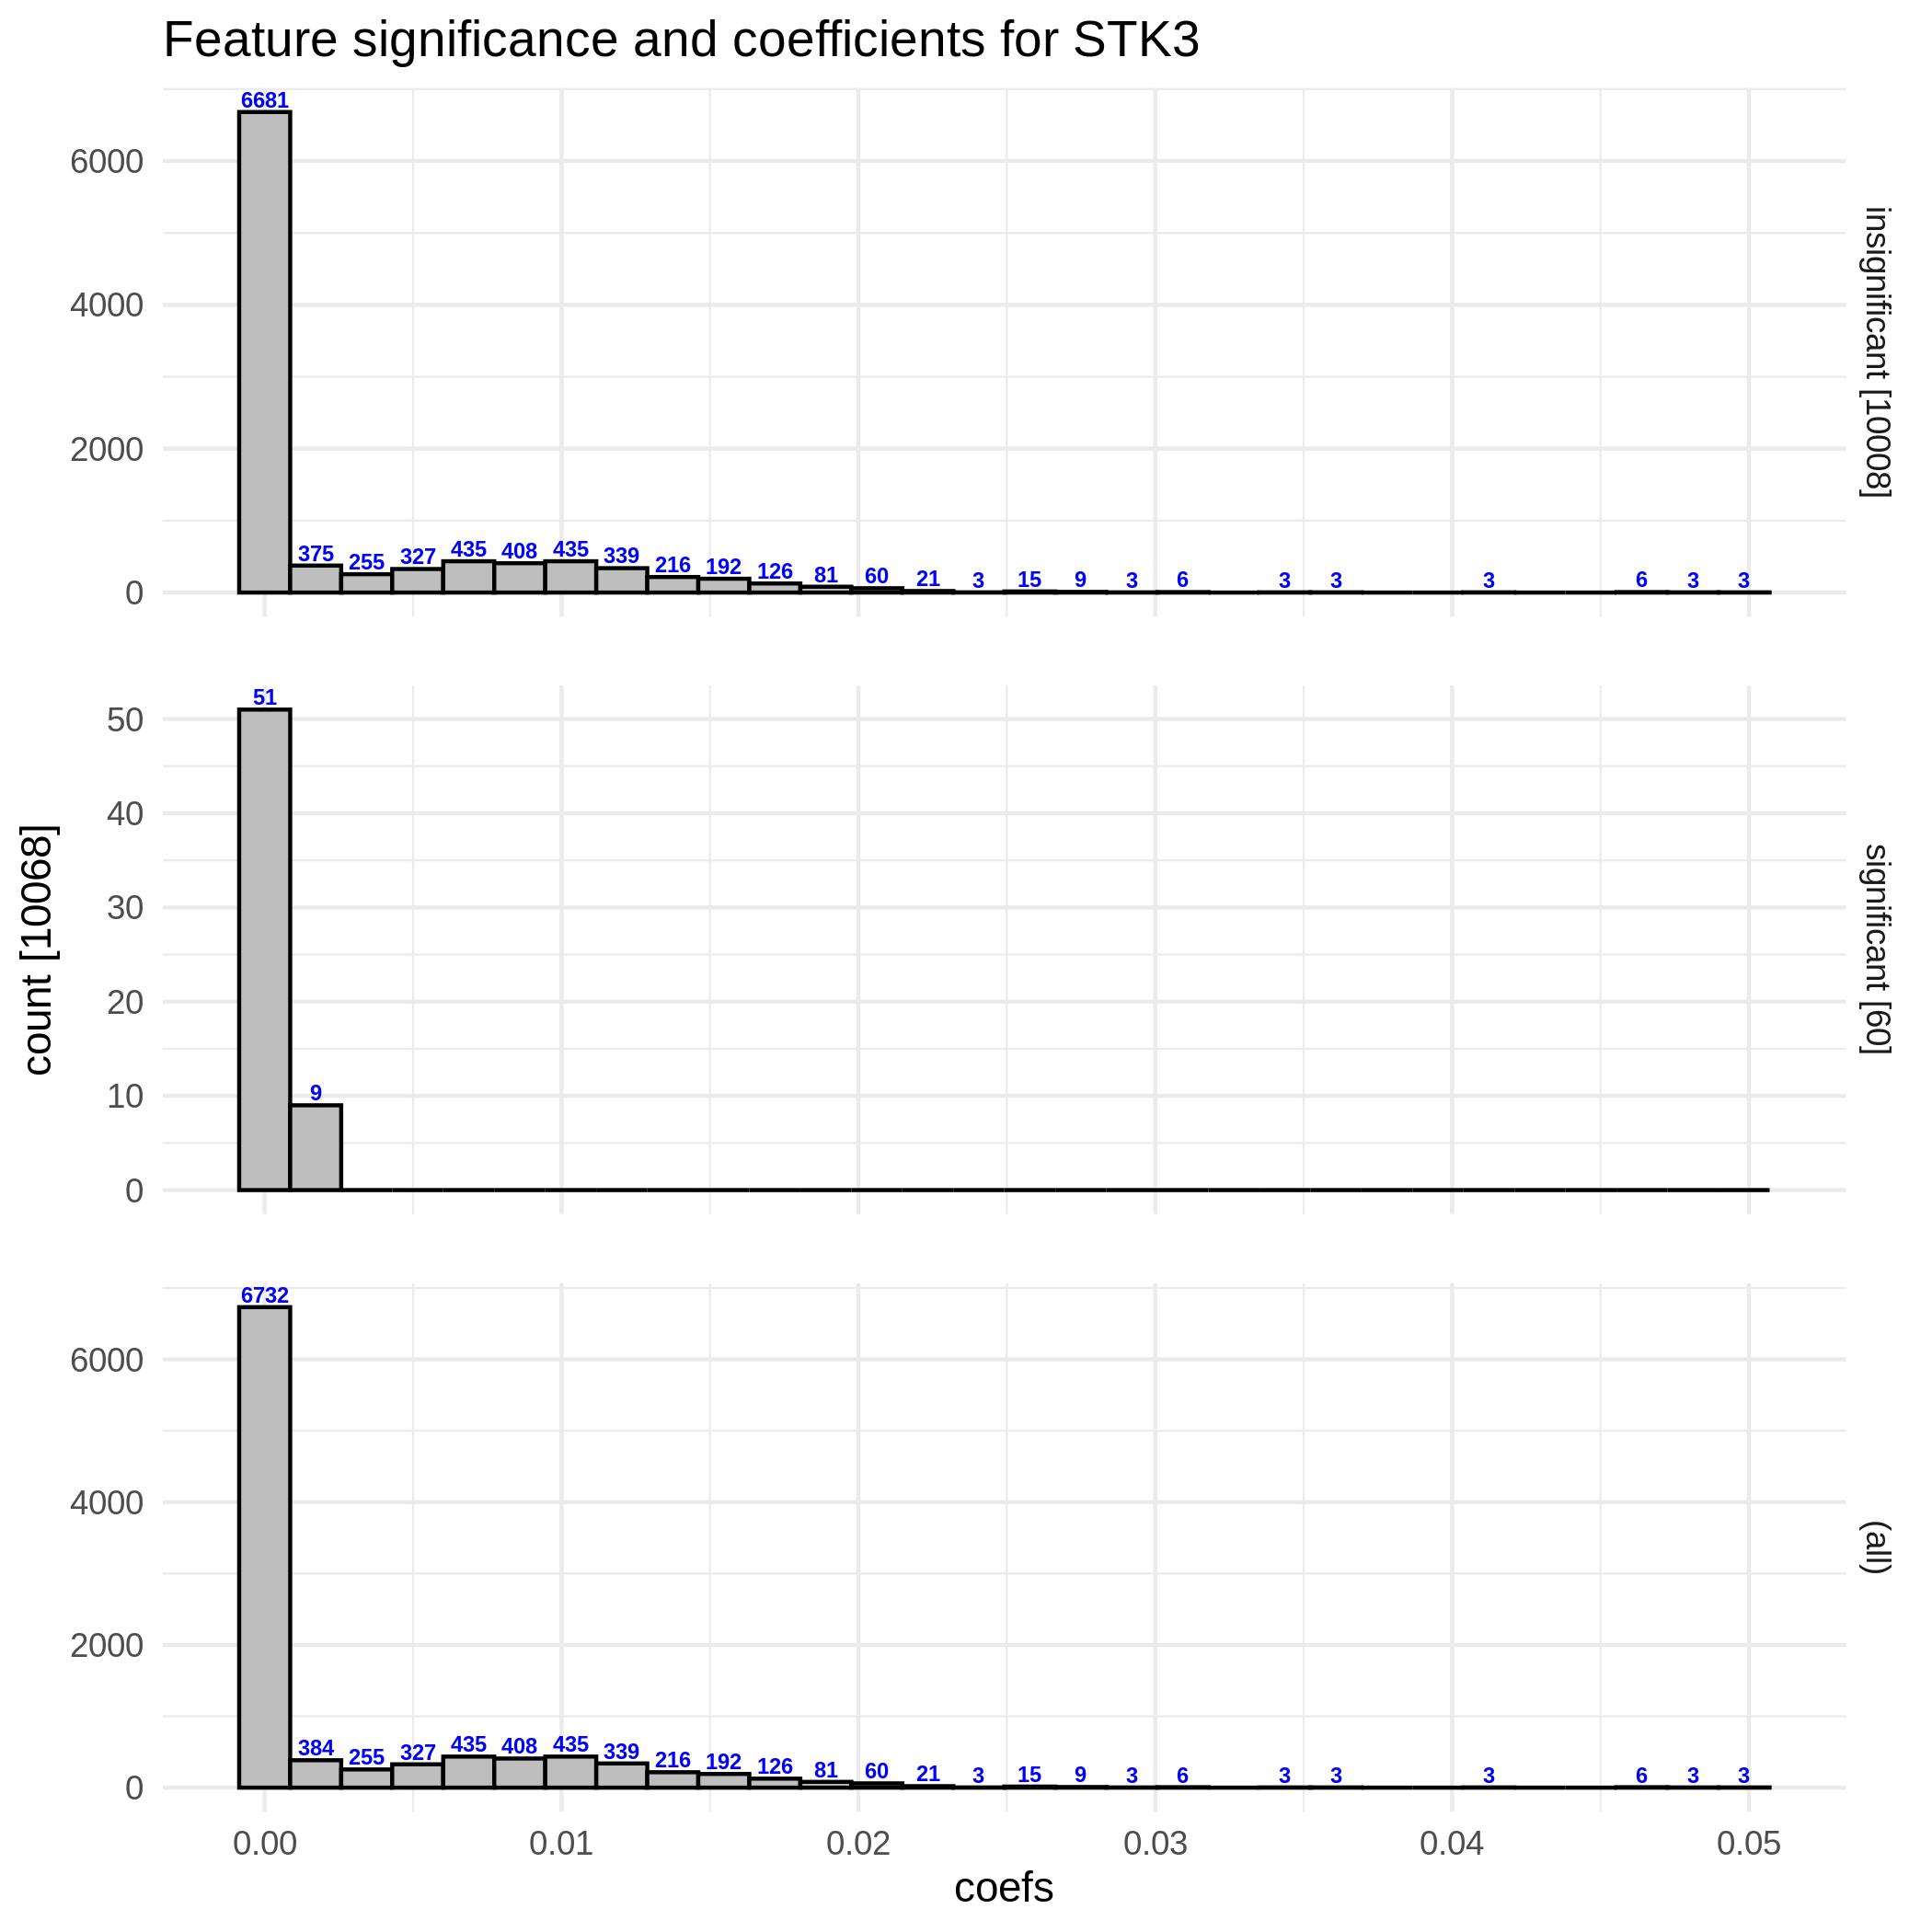 Feature significance and coefficients for STK3
6681
6000
4000
2000
0
375 255 327 435 408 435 339 216 192 126 81 60 21 3 15 9 3 6 3 3 3 6 3 3
insignificant [10008]
count [10068]
51
50
40
30
20
10
0
9
significant [60]
6732
6000
4000
2000
0
384 255 327 435 408 435 339 216 192 126 81 60 21 3 15 9 3 6 3 3 3 6 3 3
(all)
0.00 0.01 0.02 0.03 0.04 0.05
coefs